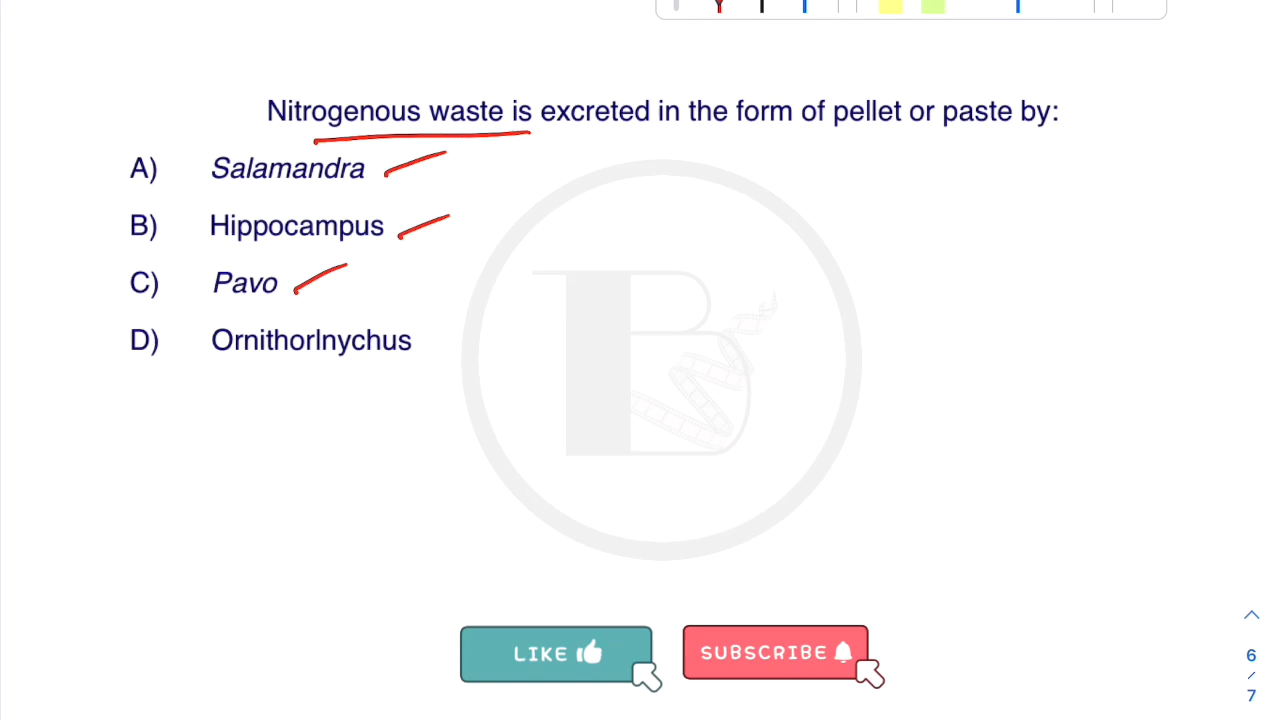 Nitrogenous waste is excreted in the form of pellet or paste by:
A) Salamandra
B) Hippocampus
C) Pavo
D) Ornithorlnychus
LIKE SUBSCRIBE
6
/
7